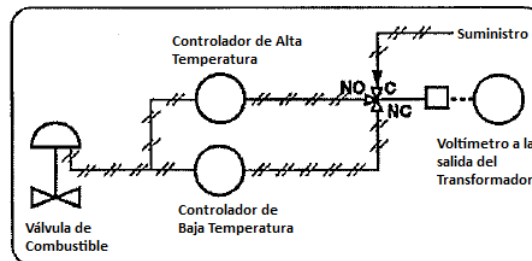 Controlador de Alta
Temperatura
Suministro
NO
C
NC
Voltímetro a la
salida del
Transformador
Válvula de
Combustible
Controlador de
Baja Temperatura